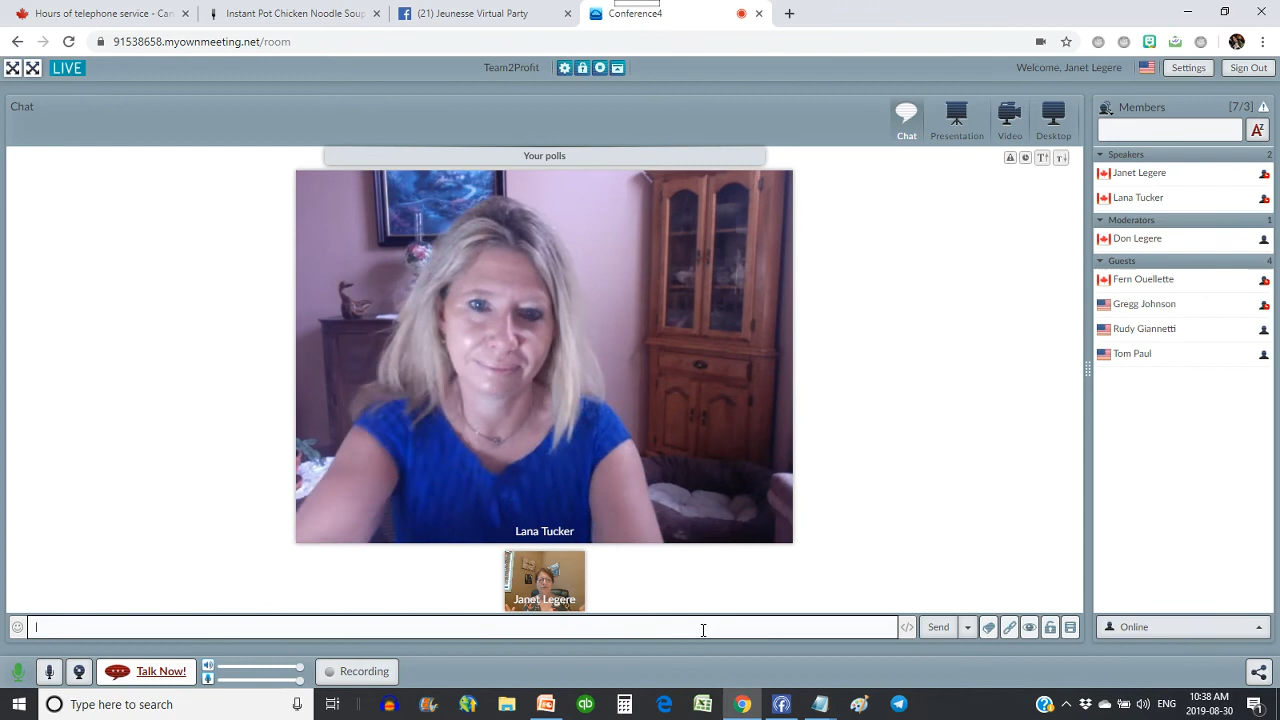 Hours of telephone service - Can
Instant Pot Chicken Noodle Soup
(21) Jeunesse Virtual Party
Conference4
91538658.myownmeeting.net/room
LIVE
Team2Profit
Welcome, Janet Legere
Settings
Sign Out
Chat
Chat
Presentation
Video
Desktop
Members
[7/3]
Your polls
Speakers
2
Janet Legere
Lana Tucker
Moderators
1
Don Legere
Guests
4
Fern Ouellette
Gregg Johnson
Rudy Giannetti
Tom Paul
Lana Tucker
Janet Legere
Send
Online
Talk Now!
Recording
Type here to search
ENG
10:38 AM
2019-08-30